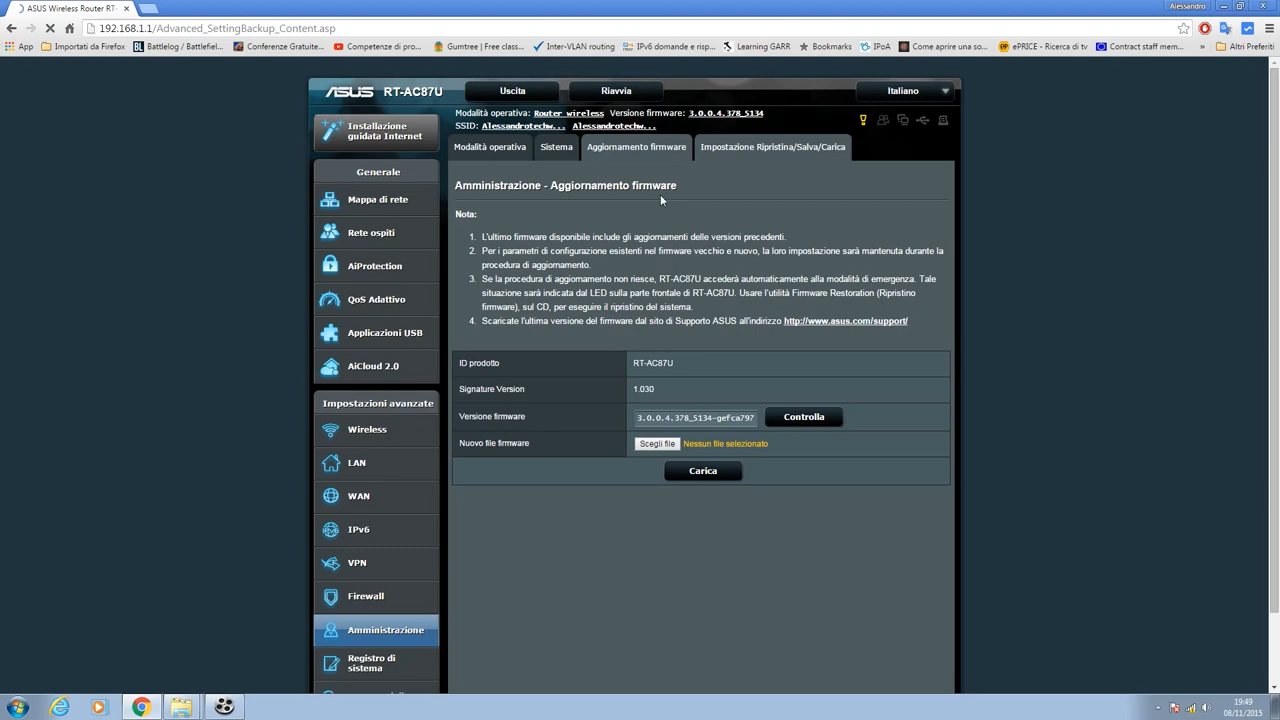 ASUS Wireless Router RT-
Alessandro
192.168.1.1/Advanced_SettingBackup_Content.asp
App
Importati da Firefox
Battlelog / Battlefiel...
Conferenze Gratuite...
Competenze di pro...
Gumtree | Free class...
Inter-VLAN routing
IPv6 domande e risp...
Learning GARR
Bookmarks
IPoA
Come aprire una so...
ePRICE - Ricerca di tv
Contract staff mem...
Altri Preferiti
ASUS RT-AC87U
Uscita
Riavvia
Italiano
Modalità operativa: Router wireless Versione firmware: 3.0.0.4.378_5134
SSID: Alessandrotechw... Alessandrotechw...
Installazione
guidata Internet
Modalità operativa
Sistema
Aggiornamento firmware
Impostazione Ripristina/Salva/Carica
Generale
Mappa di rete
Rete ospiti
AiProtection
QoS Adattivo
Applicazioni USB
AiCloud 2.0
Impostazioni avanzate
Wireless
LAN
WAN
IPv6
VPN
Firewall
Amministrazione
Registro di
sistema
Amministrazione - Aggiornamento firmware
Nota:
1. L'ultimo firmware disponibile include gli aggiornamenti delle versioni precedenti.
2. Per i parametri di configurazione esistenti nel firmware vecchio e nuovo, la loro impostazione sarà mantenuta durante la
procedura di aggiornamento.
3. Se la procedura di aggiornamento non riesce, RT-AC87U accederà automaticamente alla modalità di emergenza. Tale
situazione sarà indicata dal LED sulla parte frontale di RT-AC87U. Usare l'utilità Firmware Restoration (Ripristino
firmware), sul CD, per eseguire il ripristino del sistema.
4. Scaricate l'ultima versione del firmware dal sito di Supporto ASUS all'indirizzo http://www.asus.com/support/
ID prodotto RT-AC87U
Signature Version 1.030
Versione firmware 3.0.0.4.378_5134-gefca797 Controlla
Nuovo file firmware Scegli file Nessun file selezionato
Carica
19:49
08/11/2015